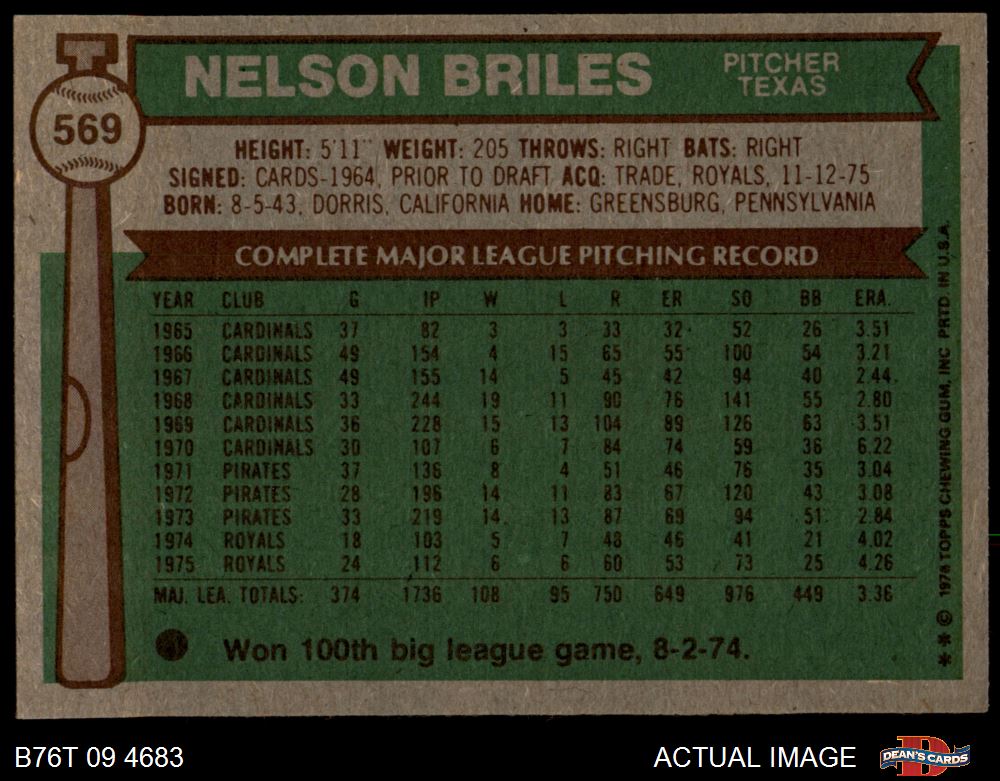 569
NELSON BRILES
PITCHER
TEXAS
HEIGHT: 5'11" WEIGHT: 205 THROWS: RIGHT BATS: RIGHT
SIGNED: CARDS-1964, PRIOR TO DRAFT ACQ: TRADE, ROYALS, 11-12-75
BORN: 8-5-43, DORRIS, CALIFORNIA HOME: GREENSBURG, PENNSYLVANIA
COMPLETE MAJOR LEAGUE PITCHING RECORD
YEAR CLUB G IP W L R ER SO BB ERA.
1965 CARDINALS 37 82 3 3 33 32 52 26 3.51
1966 CARDINALS 49 154 4 15 65 55 100 54 3.21
1967 CARDINALS 49 155 14 5 45 42 94 40 2.44
1968 CARDINALS 33 244 19 11 90 76 141 55 2.80
1969 CARDINALS 36 228 15 13 104 89 126 63 3.51
1970 CARDINALS 30 107 6 7 84 74 59 36 6.22
1971 PIRATES 37 136 8 4 51 46 76 35 3.04
1972 PIRATES 28 196 14 11 83 67 120 43 3.08
1973 PIRATES 33 219 14 13 87 69 94 51 2.84
1974 ROYALS 18 103 5 7 48 46 41 21 4.02
1975 ROYALS 24 112 6 6 60 53 73 25 4.26
MAJ. LEA. TOTALS: 374 1736 108 95 750 649 976 449 3.36
Won 100th big league game, 8-2-74.
* * © 1976 TOPPS CHEWING GUM, INC PRTD. IN U.S.A.
B76T 09 4683
ACTUAL IMAGE
DEAN'S CARDS